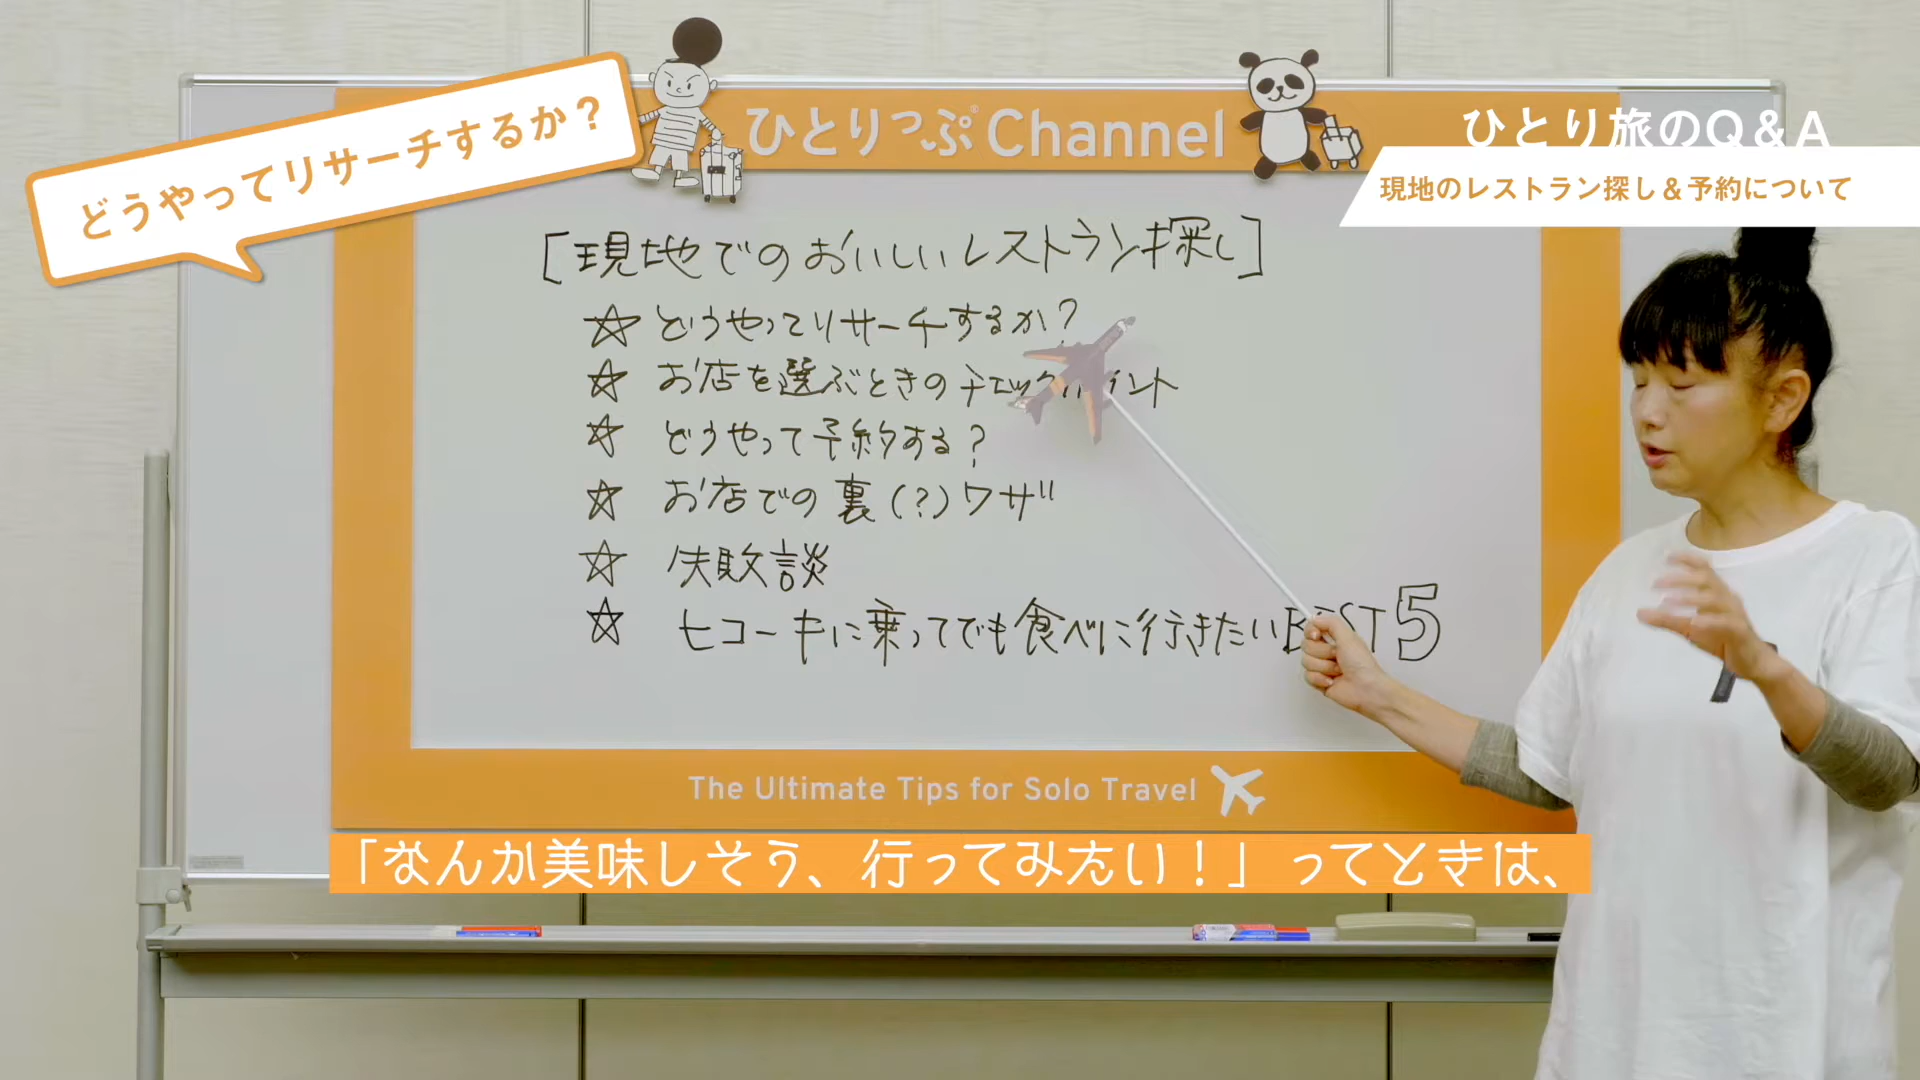 どうやってリサーチするか？
ひとりっぷ® Channel
ひとり旅のQ＆A
現地のレストラン探し＆予約について
[現地でのおいしいレストラン探し]
☆ どうやってリサーチするか?
☆ お店を選ぶときのチェックポイント
☆ どうやって予約する?
☆ お店での裏(?)ワザ
☆ 失敗談
☆ ヒコーキに乗ってでも食べに行きたいBEST5
The Ultimate Tips for Solo Travel
「なんか美味しそう、行ってみたい！」ってときは、